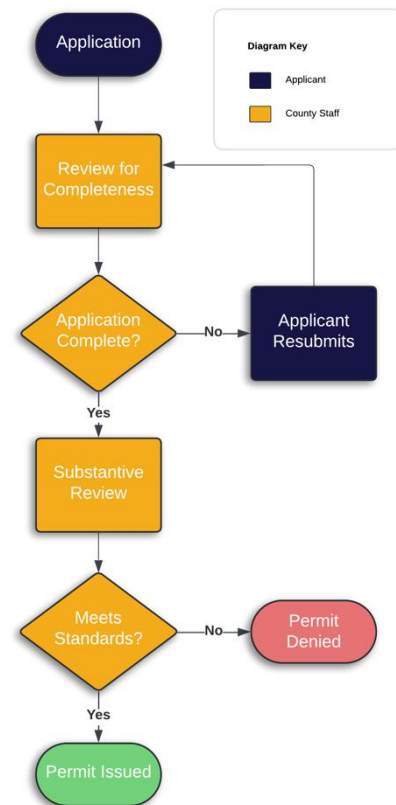 Application
Diagram Key
Applicant
County Staff
Review for
Completeness
Application
Complete?
No
Applicant
Resubmits
Yes
Substantive
Review
Meets
Standards?
No
Permit
Denied
Yes
Permit Issued